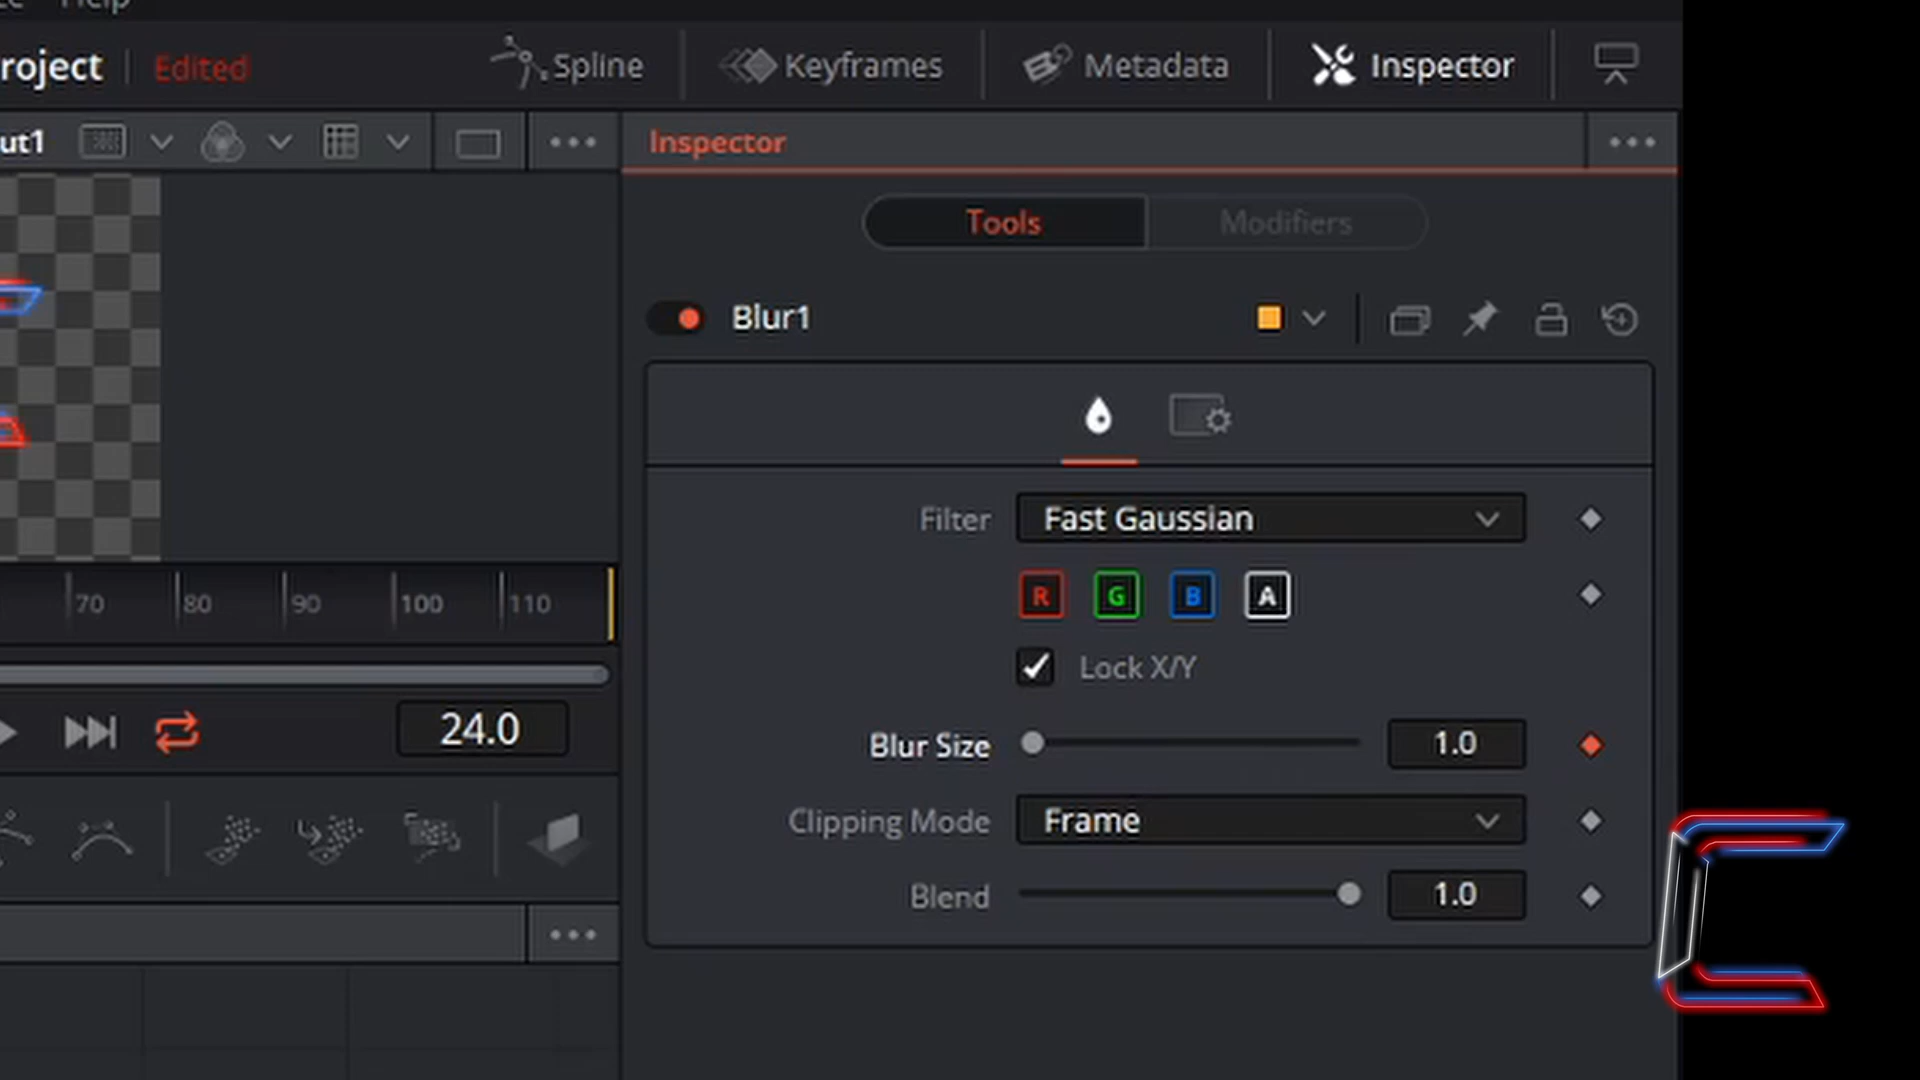 Help
roject Edited Spline Keyframes Metadata Inspector
ut1 Inspector
Tools Modifiers
Blur1
Filter Fast Gaussian
R G B A
70 80 90 100 110
Lock X/Y
24.0
Blur Size 1.0
Clipping Mode Frame
Blend 1.0